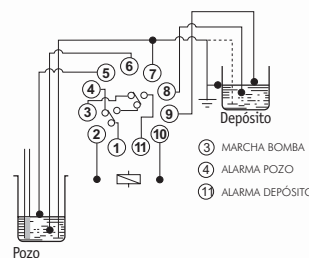 6
5
7
4
8
3
9
2
1
11
10
Depósito
3 MARCHA BOMBA
4 ALARMA POZO
11 ALARMA DEPÓSITO
Pozo